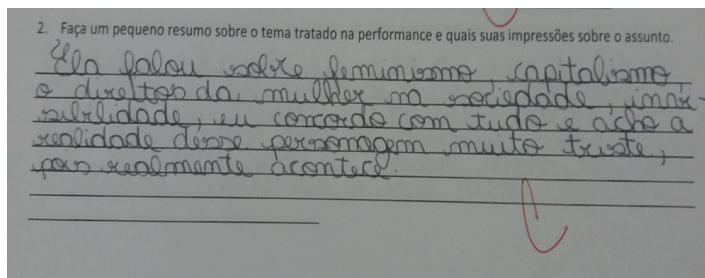 2. Faça um pequeno resumo sobre o tema tratado na performance e quais suas impressões sobre o assunto.
Ela falou sobre feminismo, capitalismo,
o direitos da mulher na sociedade, invi-
sibilidade, eu concordo com tudo e acho a
realidade desse personagem muito triste,
pois realmente acontece.